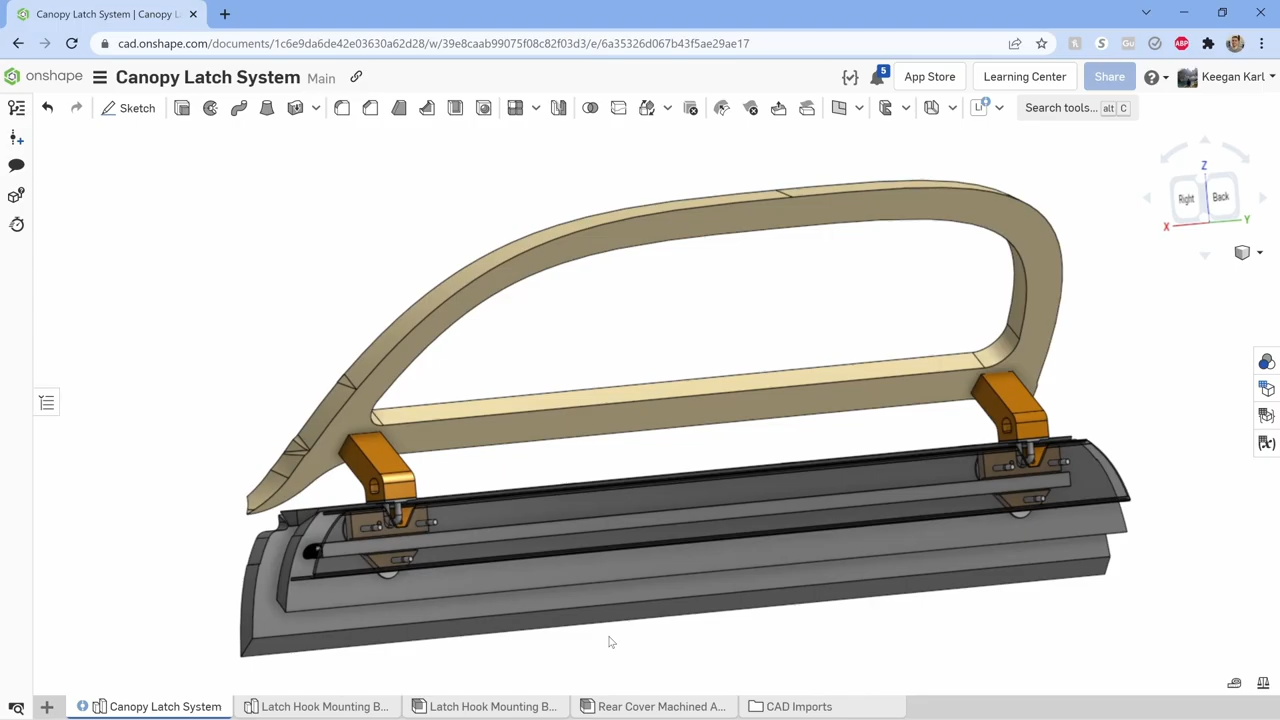 Canopy Latch System | Canopy L
cad.onshape.com/documents/1c6e9da6de42e03630a62d28/w/39e8caab99075f08c82f03d3/e/6a35326d067b43f5ae29ae17
Gu
ABP
onshape
Canopy Latch System
Main
5
App Store
Learning Center
Share
Keegan Karl
Sketch
Search tools...
alt
C
Z
Right
Back
X
Y
Canopy Latch System
Latch Hook Mounting B...
Latch Hook Mounting B...
Rear Cover Machined A...
CAD Imports